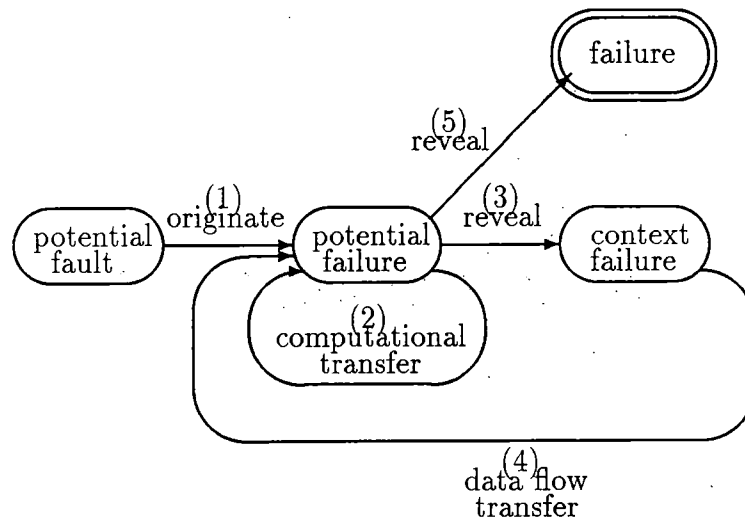 failure
(5)
reveal
(1)
originate
(3)
reveal
potential
fault
potential
failure
context
failure
(2)
computational
transfer
(4)
data flow
transfer